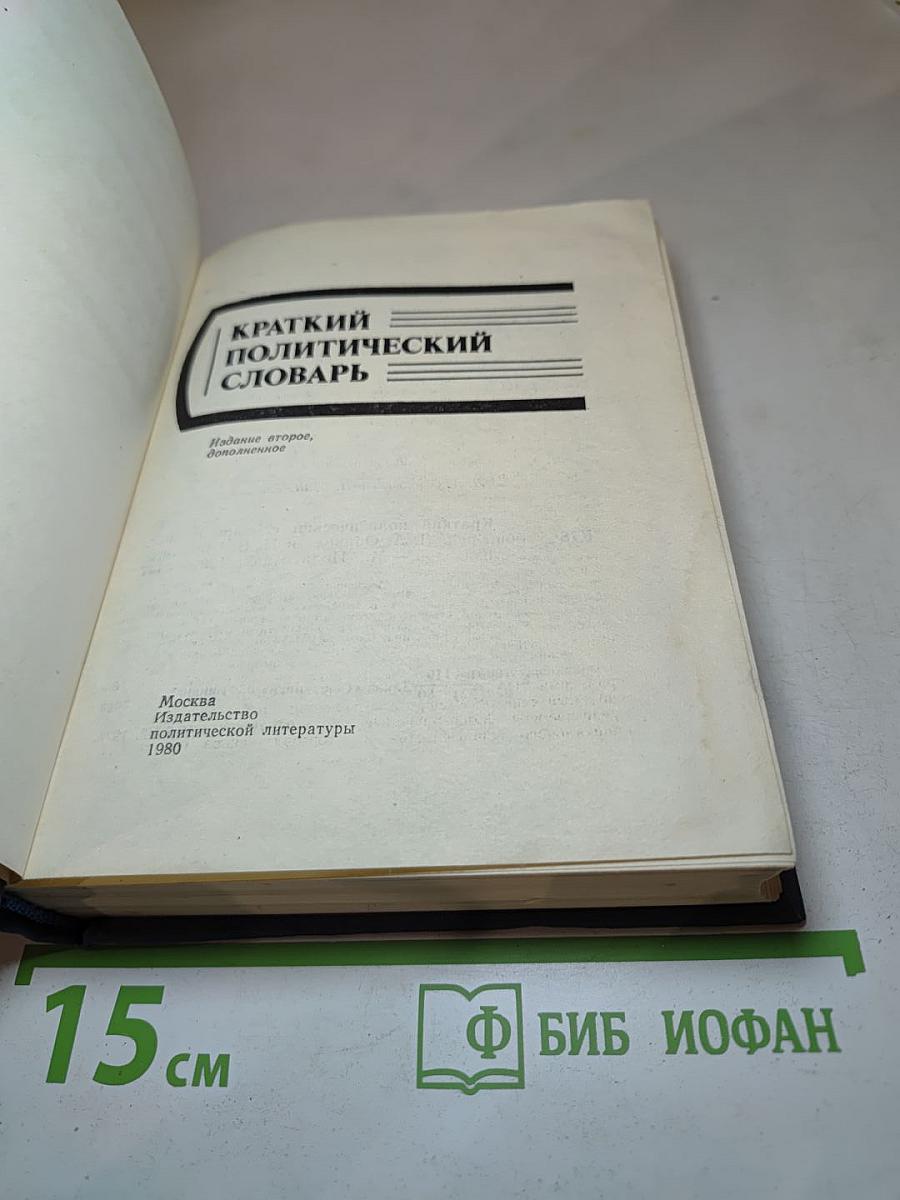 КРАТКИЙ
ПОЛИТИЧЕСКИЙ
СЛОВАРЬ
Издание второе,
дополненное
Москва
Издательство
политической литературы
1980
15 см
Ф БИБ ИОФАН